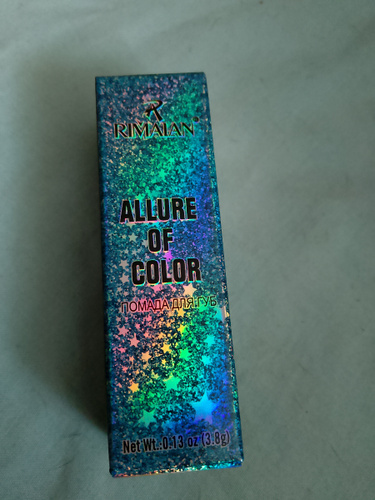 RIMALAN®
ALLURE
OF
COLOR
ПОМАДА ДЛЯ ГУБ
Net Wt.:0.13 oz (3.8g)